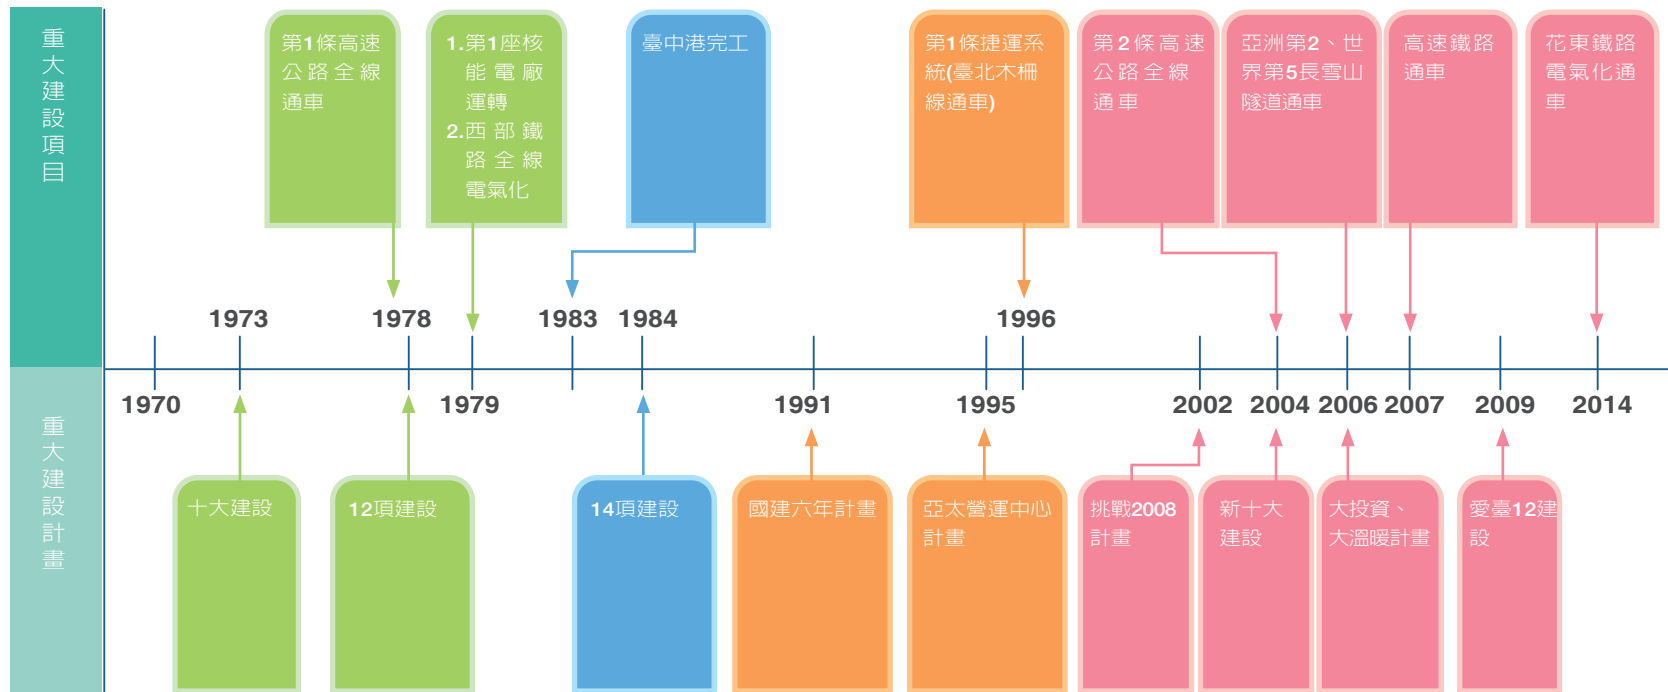 重大建設項目
第1條高速
公路全線
通車
1.第1座核
能電廠
運轉
2.西部鐵
路全線
電氣化
臺中港完工
第1條捷運系
統(臺北木柵
線通車)
第2條高速
公路全線
通車
亞洲第2、世
界第5長雪山
隧道通車
高速鐵路
通車
花東鐵路
電氣化通
車
1973
1978
1983
1984
1996
1970
1979
1991
1995
2002
2004
2006
2007
2009
2014
重大建設計畫
十大建設
12項建設
14項建設
國建六年計畫
亞太營運中心
計畫
挑戰2008
計畫
新十大
建設
大投資、
大溫暖計畫
愛臺12建
設